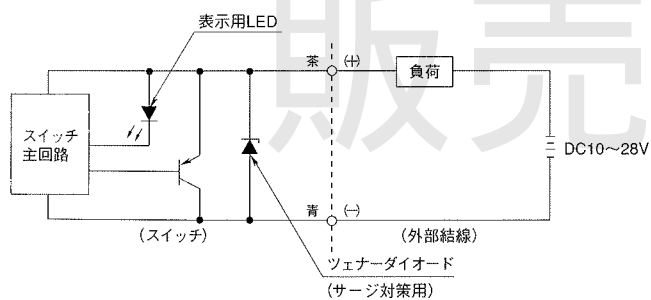 表示用LED
販売
茶
(+)
負荷
スイッチ
主回路
DC10～28V
青
(−)
(スイッチ)
(外部結線)
ツェナーダイオード
(サージ対策用)